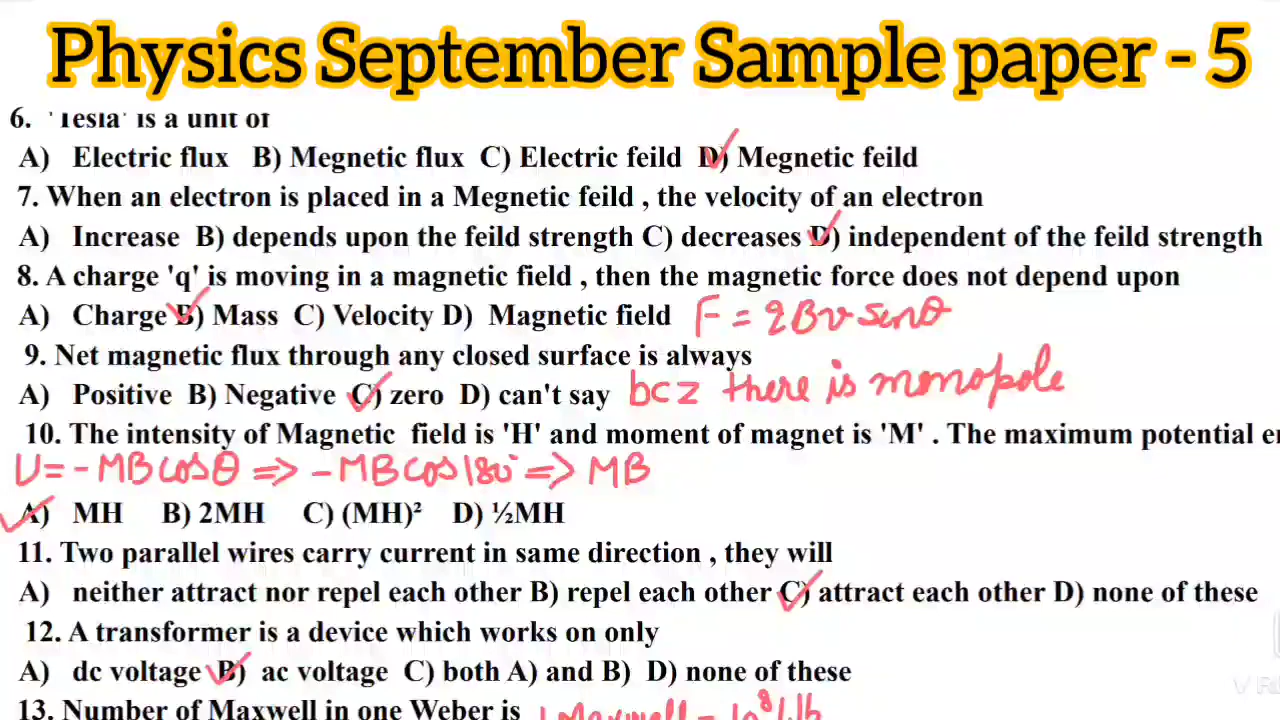 Physics September Sample paper - 5
6. 'Tesla' is a unit of
A) Electric flux B) Megnetic flux C) Electric feild D) Megnetic feild
7. When an electron is placed in a Megnetic feild , the velocity of an electron
A) Increase B) depends upon the feild strength C) decreases D) independent of the feild strength
8. A charge 'q' is moving in a magnetic field , then the magnetic force does not depend upon
A) Charge B) Mass C) Velocity D) Magnetic field F = qBv sinθ
9. Net magnetic flux through any closed surface is always
A) Positive B) Negative C) zero D) can't say bcz there is monopole
10. The intensity of Magnetic field is 'H' and moment of magnet is 'M' . The maximum potential
U = - MB cosθ => - MB cos 180° => MB
A) MH B) 2MH C) (MH)² D) ½MH
11. Two parallel wires carry current in same direction , they will
A) neither attract nor repel each other B) repel each other C) attract each other D) none of these
12. A transformer is a device which works on only
A) dc voltage B) ac voltage C) both A) and B) D) none of these
13. Number of Maxwell in one Weber is 1 Maxwell = 10⁸